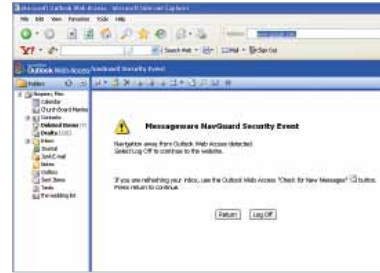 Microsoft Outlook Web Access - Microsoft Internet Explorer
File Edit View Favorites Tools Help
Search Web
Mail
Sign Out
Outlook Web Access
NavGuard Security Event
Folders
Calendar
Contacts
Deleted Items
Drafts
Inbox
Journal
Junk E-mail
Notes
Outbox
Sent Items
Tasks
Messageware NavGuard Security Event
Navigation away from Outlook Web Access detected.
Select Log Off to continue to the website.
If you are refreshing your inbox, use the Outlook Web Access "Check for New Messages" button.
Press return to continue.
Return Log Off